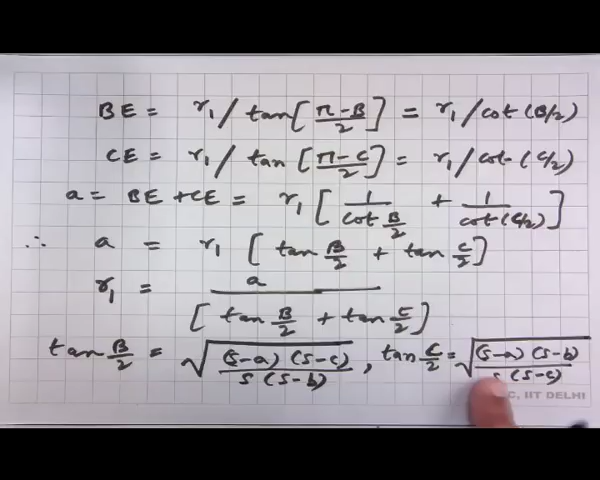 BE = r₁ / tan[(π-B)/2] = r₁ / cot(B/2)
CE = r₁ / tan[(π-C)/2] = r₁ / cot(C/2)
a = BE + CE = r₁ [1/cot(B/2) + 1/cot(C/2)]
∴ a = r₁ [tan B/2 + tan C/2]
r₁ = a / [tan B/2 + tan C/2]
tan B/2 = √((s-a)(s-c)/s(s-b)), tan C/2 = √((s-a)(s-b)/s(s-c))
C, IIT DELHI